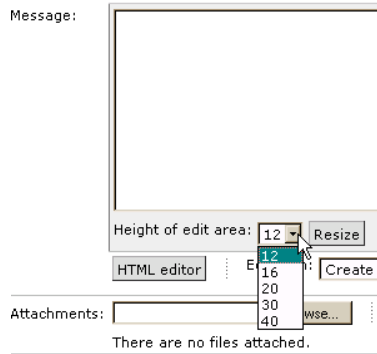 Message:
Height of edit area: 12 Resize
12
16
20
30
40
HTML editor
Create
Attachments:
There are no files attached.